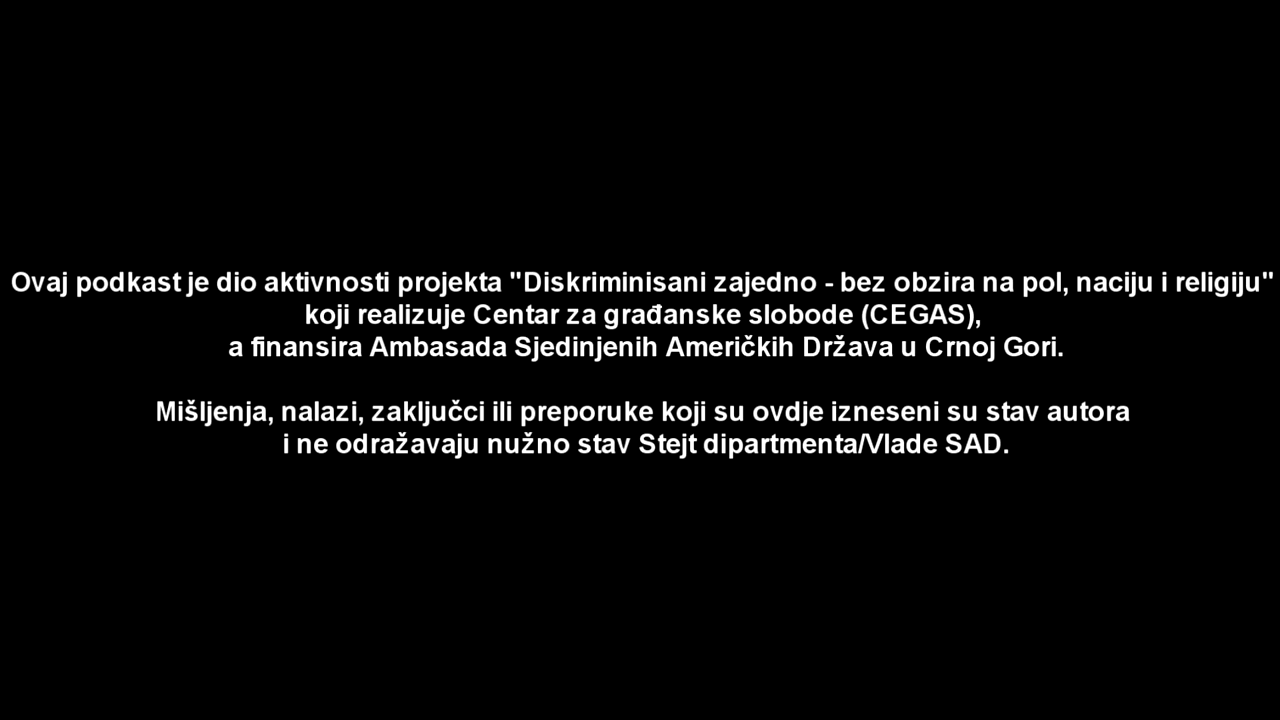 Ovaj podkast je dio aktivnosti projekta "Diskriminisani zajedno - bez obzira na pol, naciju i religiju"
koji realizuje Centar za građanske slobode (CEGAS),
a finansira Ambasada Sjedinjenih Američkih Država u Crnoj Gori.
Mišljenja, nalazi, zaključci ili preporuke koji su ovdje izneseni su stav autora
i ne odražavaju nužno stav Stejt dipartmenta/Vlade SAD.